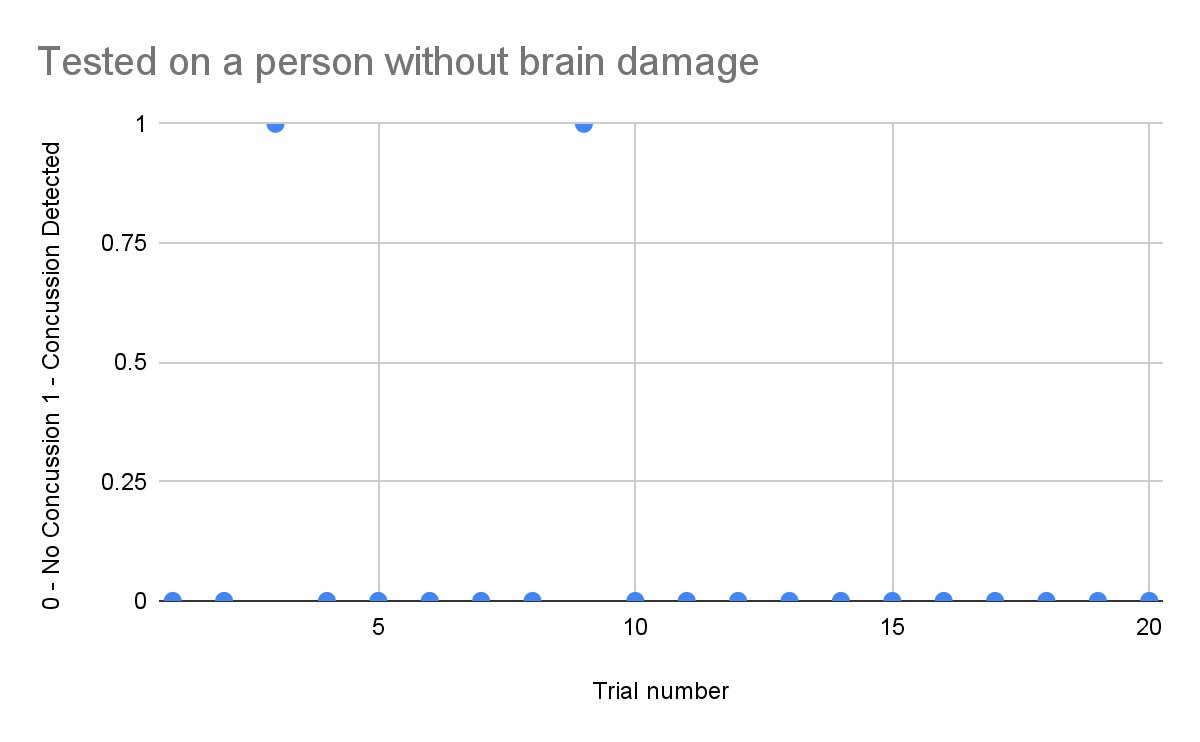 Tested on a person without brain damage
0 - No Concussion 1 - Concussion Detected
1
0.75
0.5
0.25
0
5 10 15 20
Trial number